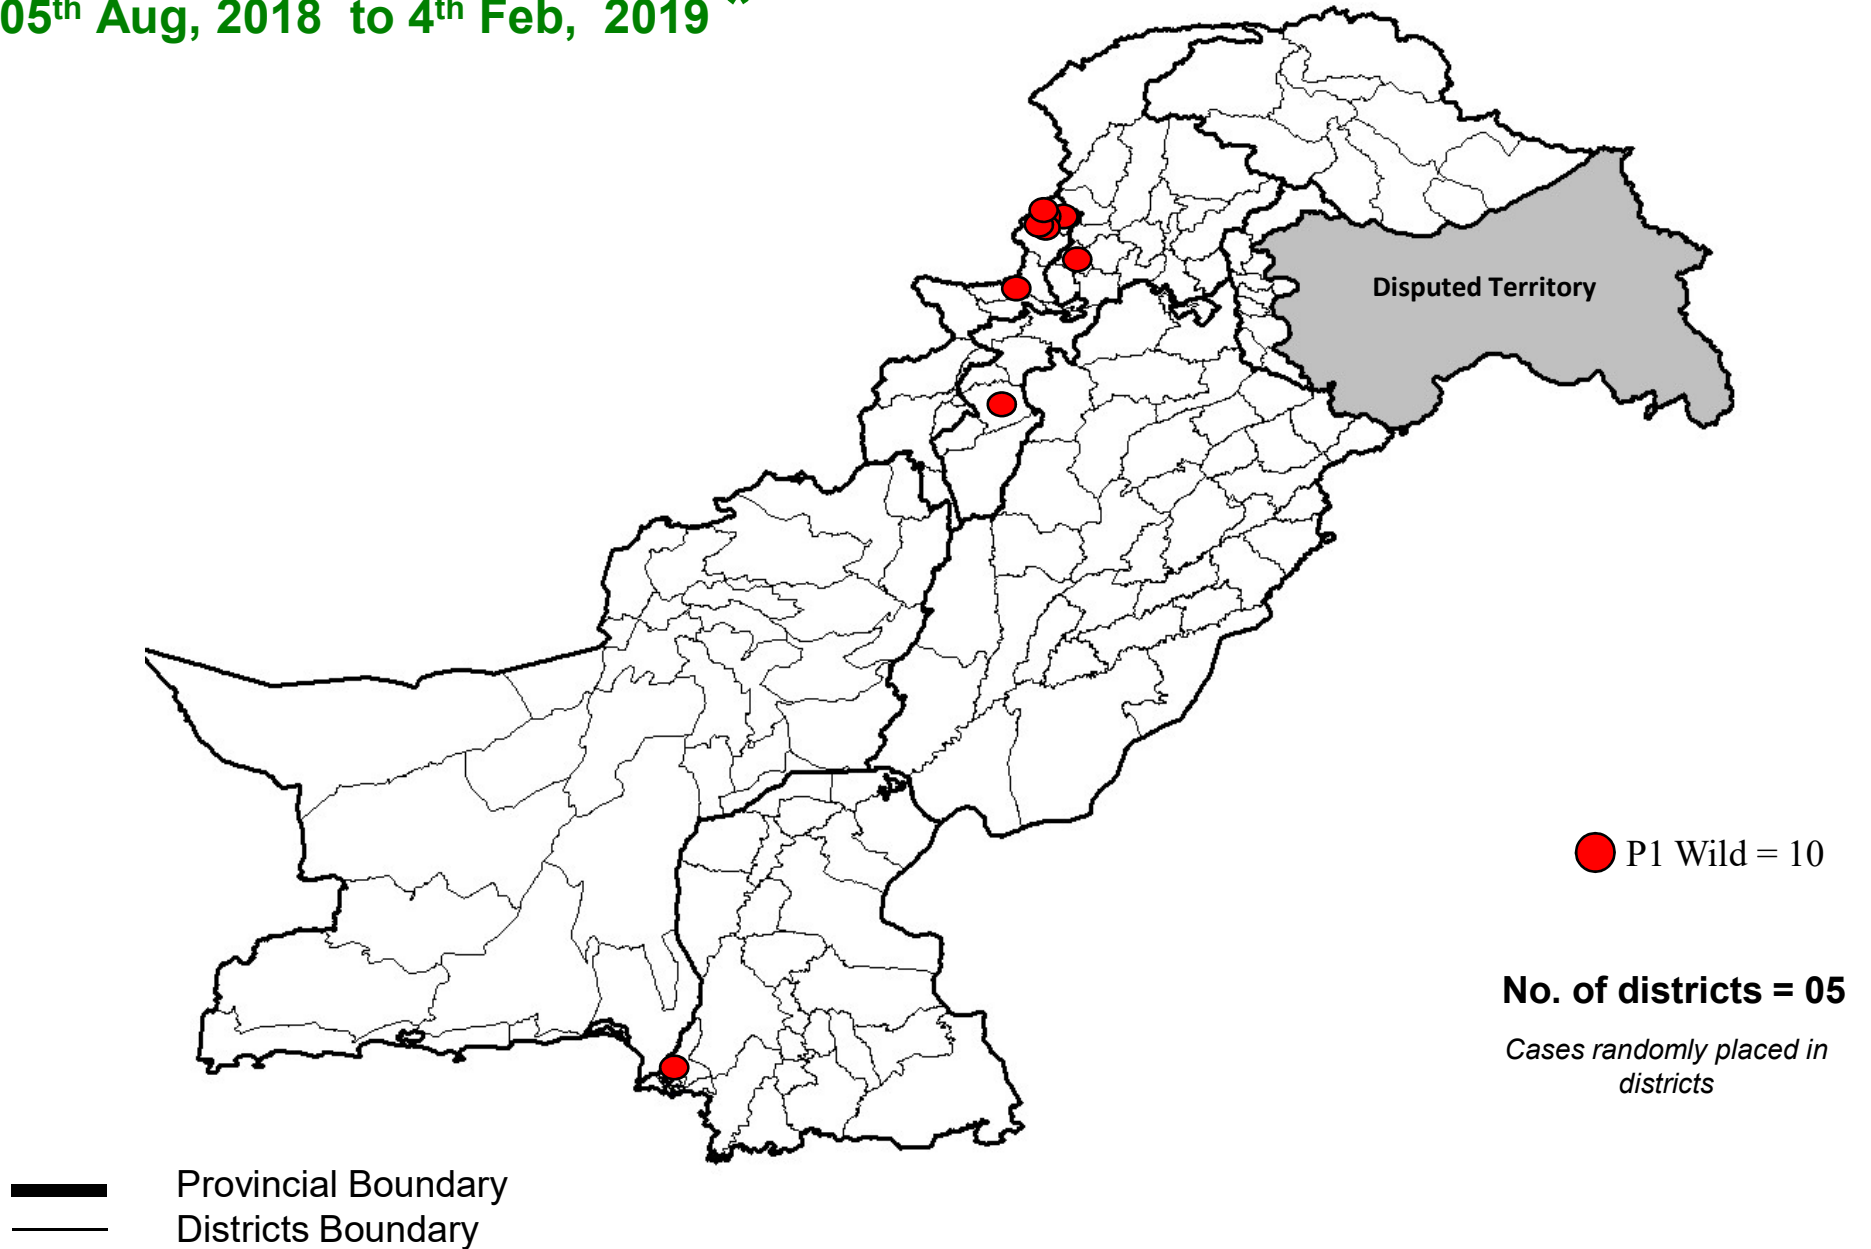 05th Aug, 2018 to 4th Feb, 2019 *
Disputed Territory
P1 Wild = 10
No. of districts = 05
Cases randomly placed in
districts
Provincial Boundary
Districts Boundary